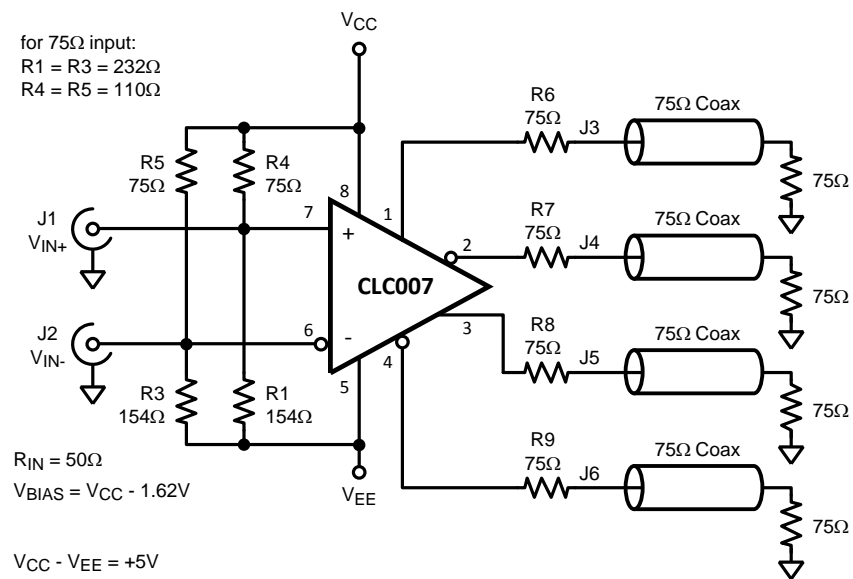 for 75Ω input:
R1 = R3 = 232Ω
R4 = R5 = 110Ω
VCC
R5
75Ω
R4
75Ω
8
J1
VIN+
7
+
1
2
CLC007
J2
VIN-
6
-
3
4
5
R3
154Ω
R1
154Ω
VEE
RIN = 50Ω
VBIAS = VCC - 1.62V
VCC - VEE = +5V
R6
75Ω
J3
75Ω Coax
75Ω
R7
75Ω
J4
75Ω Coax
75Ω
R8
75Ω
J5
75Ω Coax
75Ω
R9
75Ω
J6
75Ω Coax
75Ω